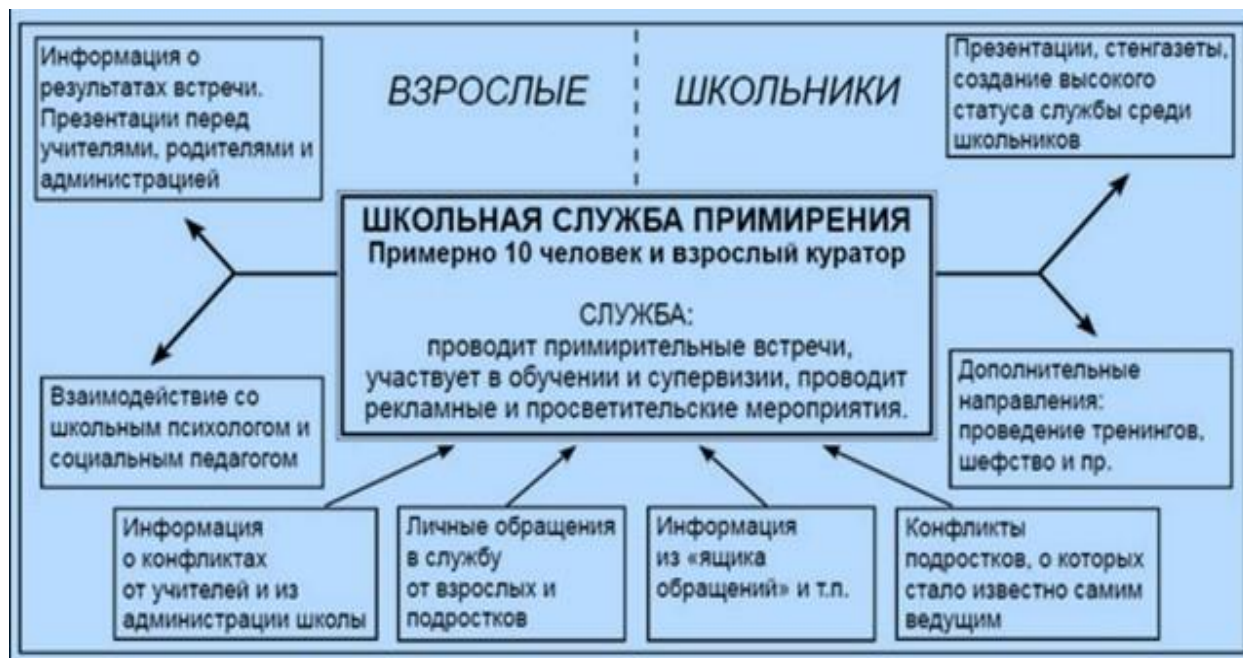 Информация о
результатах встречи.
Презентации перед
учителями, родителями и
администрацией
ВЗРОСЛЫЕ
ШКОЛЬНИКИ
Презентации, стенгазеты,
создание высокого
статуса службы среди
школьников
ШКОЛЬНАЯ СЛУЖБА ПРИМИРЕНИЯ
Примерно 10 человек и взрослый куратор
СЛУЖБА:
проводит примирительные встречи,
участвует в обучении и супервизии, проводит
рекламные и просветительские мероприятия.
Взаимодействие со
школьным психологом и
социальным педагогом
Дополнительные
направления:
проведение тренингов,
шефство и пр.
Информация
о конфликтах
от учителей и из
администрации школы
Личные обращения
в службу
от взрослых и
подростков
Информация
из «ящика
обращений» и т.п.
Конфликты
подростков, о которых
стало известно самим
ведущим